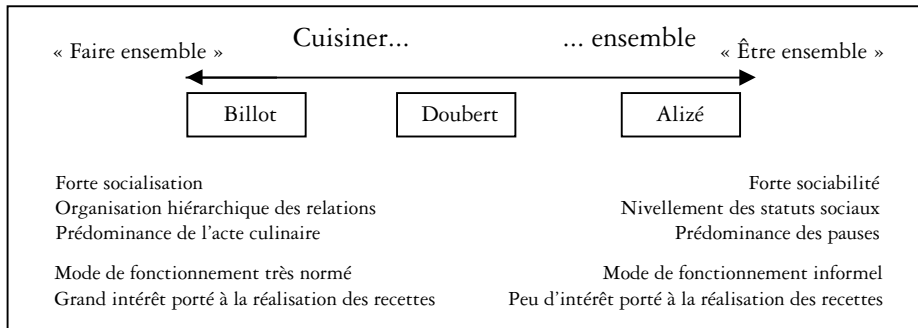 Cuisiner... ... ensemble
« Faire ensemble » « Être ensemble »
Billot Doubert Alizé
Forte socialisation Forte sociabilité
Organisation hiérarchique des relations Nivellement des statuts sociaux
Prédominance de l’acte culinaire Prédominance des pauses
Mode de fonctionnement très normé Mode de fonctionnement informel
Grand intérêt porté à la réalisation des recettes Peu d’intérêt porté à la réalisation des recettes